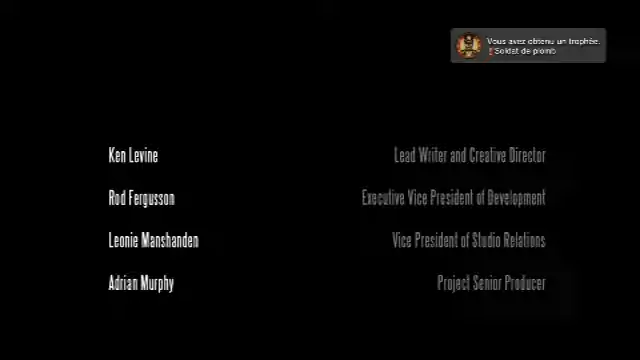 Vous avez obtenu un trophée.
Soldat de plomb
Ken Levine Lead Writer and Creative Director
Rod Fergusson Executive Vice President of Development
Leonie Manshanden Vice President of Studio Relations
Adrian Murphy Project Senior Producer